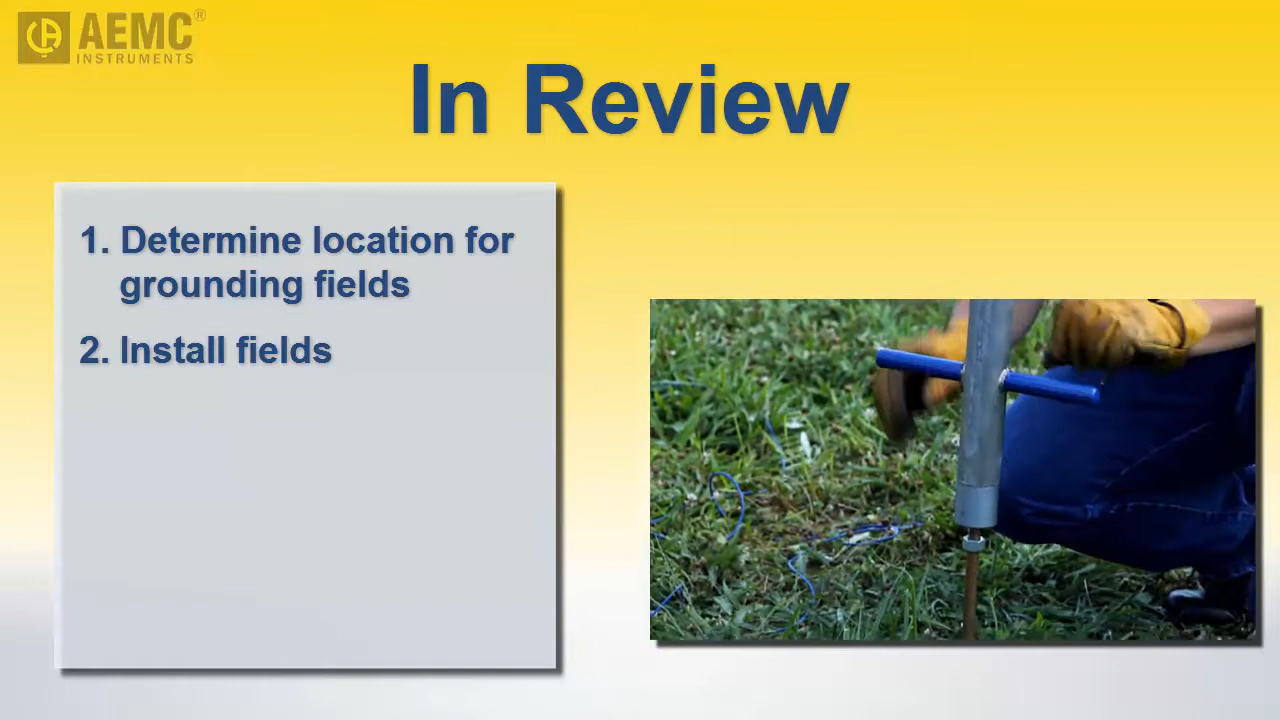 AEMC®
INSTRUMENTS
In Review
1. Determine location for
grounding fields
2. Install fields